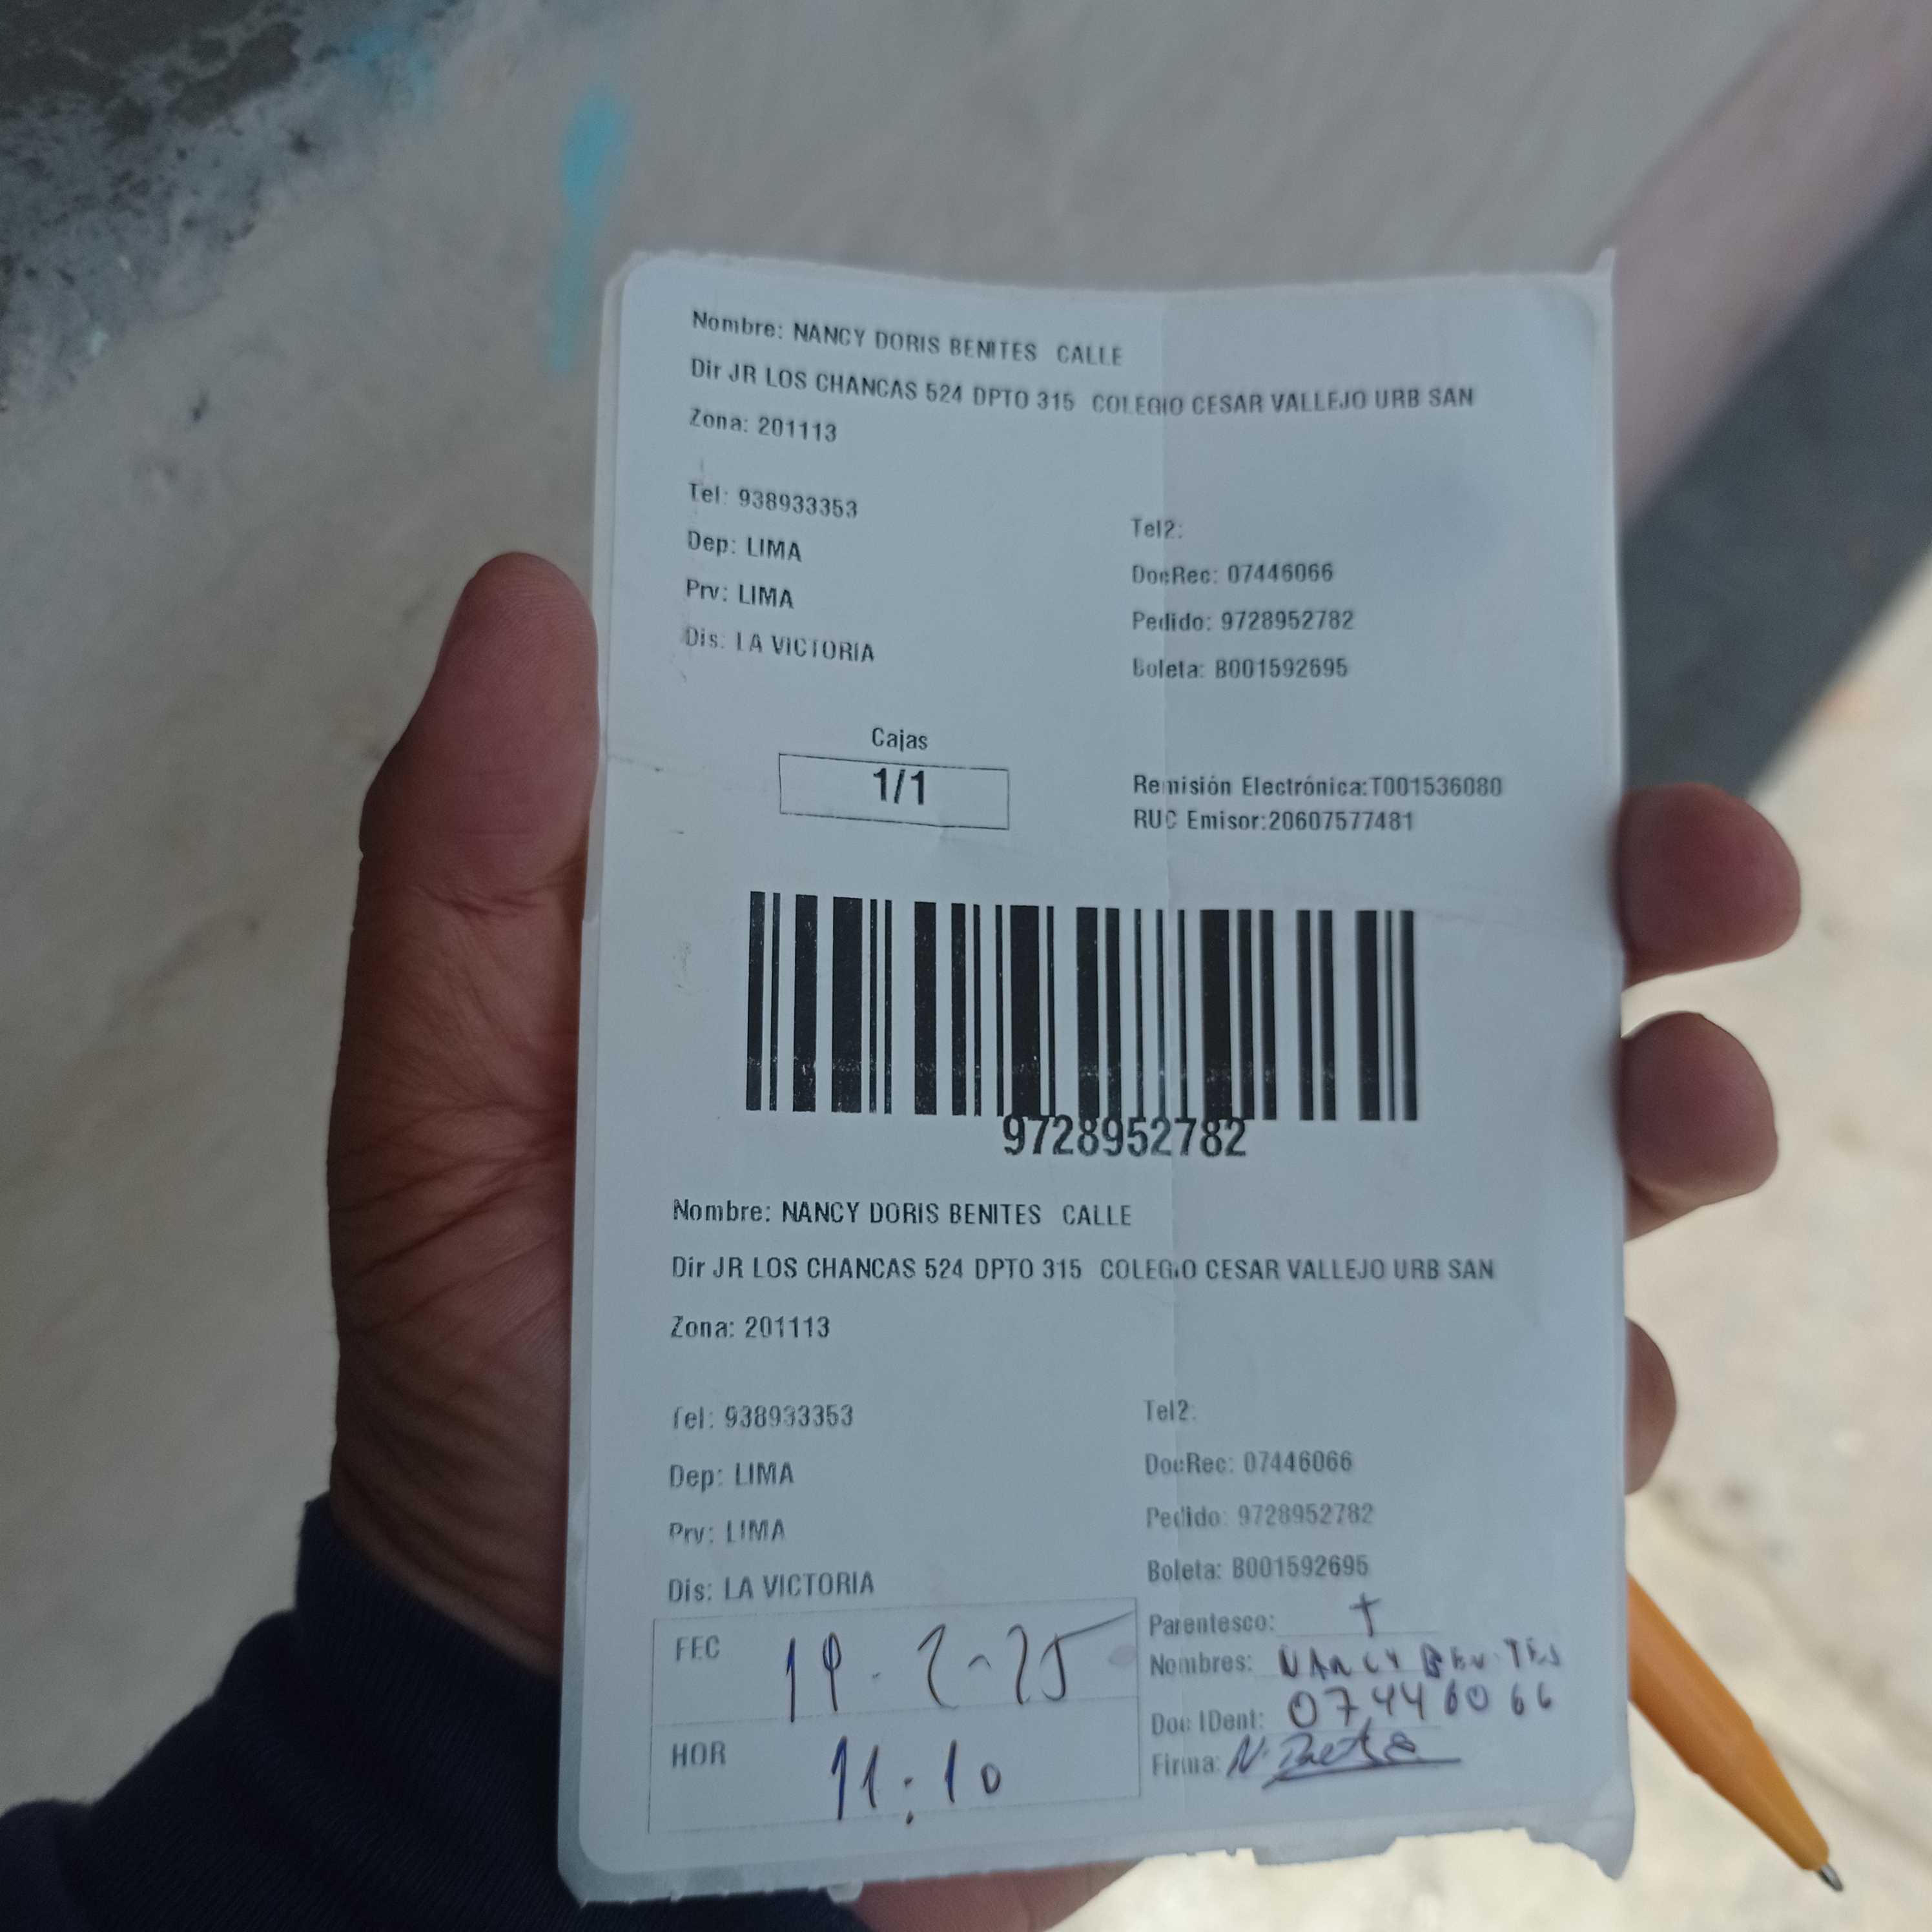 Nombre: NANCY DORIS BENITES CALLE
Dir JR LOS CHANCAS 524 DPTO 315 COLEGIO CESAR VALLEJO URB SAN
Zona: 201113
Tel: 938933353
Tel2:
Dep: LIMA
DocRec: 07446066
Prv: LIMA
Pedido: 9728952782
Dis: LA VICTORIA
Boleta: B001592695
Cajas
1/1
Remisión Electrónica:T001536080
RUC Emisor:20607577481
9728952782
Nombre: NANCY DORIS BENITES CALLE
Dir JR LOS CHANCAS 524 DPTO 315 COLEGIO CESAR VALLEJO URB SAN
Zona: 201113
Tel: 938933353
Tel2:
Dep: LIMA
DocRec: 07446066
Prv: LIMA
Pedido: 9728952782
Dis: LA VICTORIA
Boleta: B001592695
FEC 19-2-25
Parentesco: T
Nombres: NANCY BENITES
Doc IDent: 07446066
HOR 11:10
Firma: